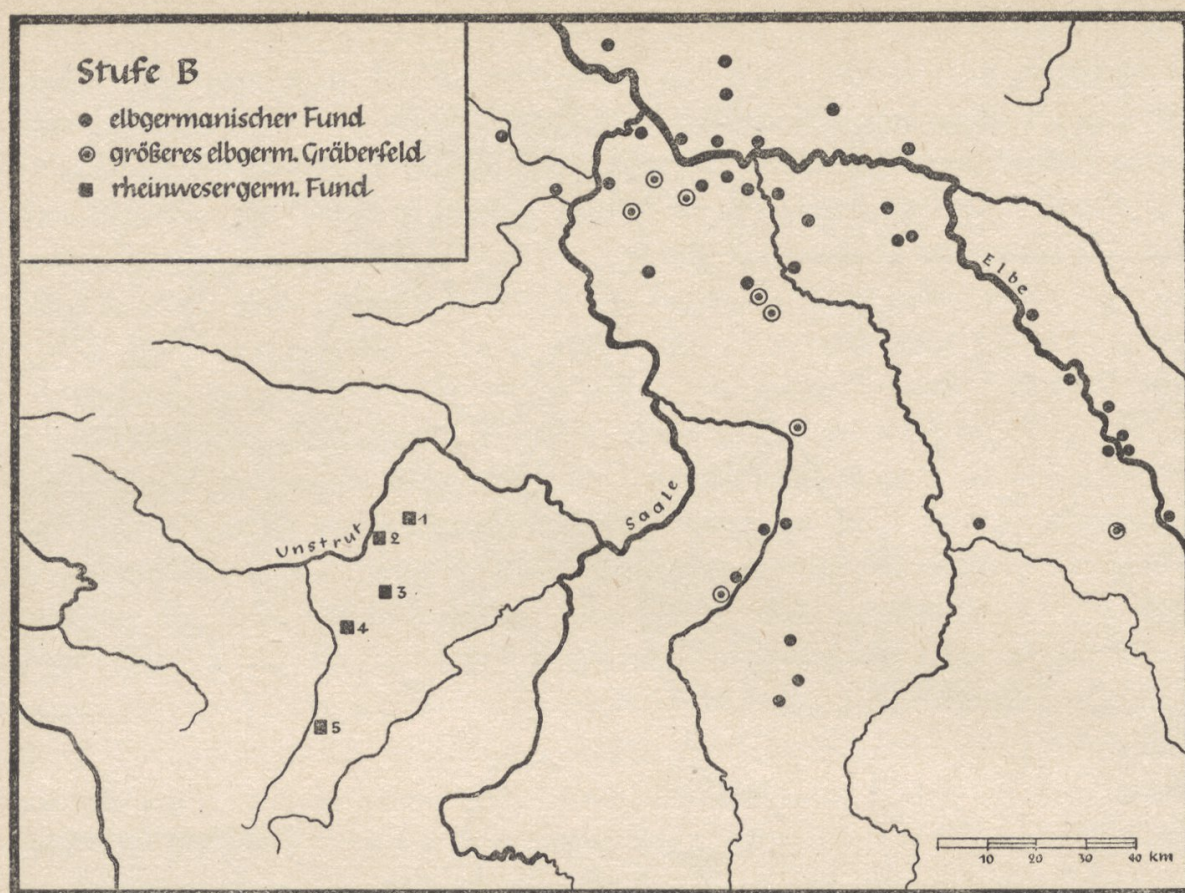 Stufe B
elbgermanischer Fund
größeres elbgerm. Gräberfeld
rheinwesergerm. Fund
Elbe
Saale
Unstrut
1
2
3
4
5
10 20 30 40 km